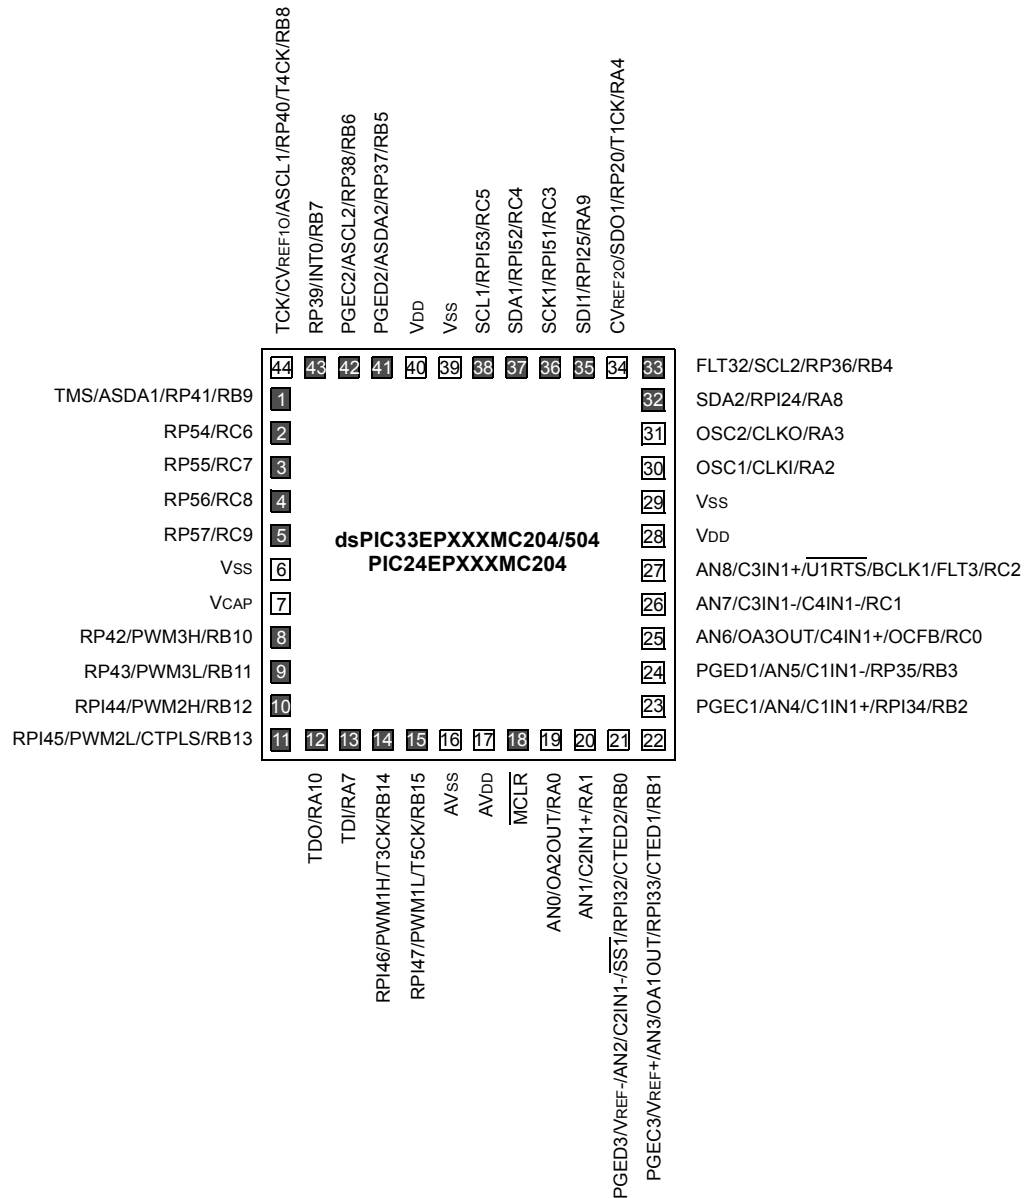 TCK/CVREF1O/ASCL1/RP40/T4CK/RB8
RP39/INT0/RB7
PGEC2/ASCL2/RP38/RB6
PGED2/ASDA2/RP37/RB5
VDD
VSS
SCL1/RPI53/RC5
SDA1/RPI52/RC4
SCK1/RPI51/RC3
SDI1/RPI25/RA9
CVREF2O/SDO1/RP20/T1CK/RA4
44 43 42 41 40 39 38 37 36 35 34 33 FLT32/SCL2/RP36/RB4
TMS/ASDA1/RP41/RB9 1 32 SDA2/RPI24/RA8
RP54/RC6 2 31 OSC2/CLKO/RA3
RP55/RC7 3 30 OSC1/CLKI/RA2
RP56/RC8 4 29 VSS
RP57/RC9 5 dsPIC33EPXXXMC204/504 28 VDD
PIC24EPXXXMC204
VSS 6 27 AN8/C3IN1+/U1RTS/BCLK1/FLT3/RC2
VCAP 7 26 AN7/C3IN1-/C4IN1-/RC1
RP42/PWM3H/RB10 8 25 AN6/OA3OUT/C4IN1+/OCFB/RC0
RP43/PWM3L/RB11 9 24 PGED1/AN5/C1IN1-/RP35/RB3
RPI44/PWM2H/RB12 10 23 PGEC1/AN4/C1IN1+/RPI34/RB2
RPI45/PWM2L/CTPLS/RB13 11 12 13 14 15 16 17 18 19 20 21 22
TDO/RA10
TDI/RA7
RPI46/PWM1H/T3CK/RB14
RPI47/PWM1L/T5CK/RB15
AVSS
AVDD
MCLR
AN0/OA2OUT/RA0
AN1/C2IN1+/RA1
PGED3/VREF-/AN2/C2IN1-/SS1/RPI32/CTED2/RB0
PGEC3/VREF+/AN3/OA1OUT/RPI33/CTED1/RB1